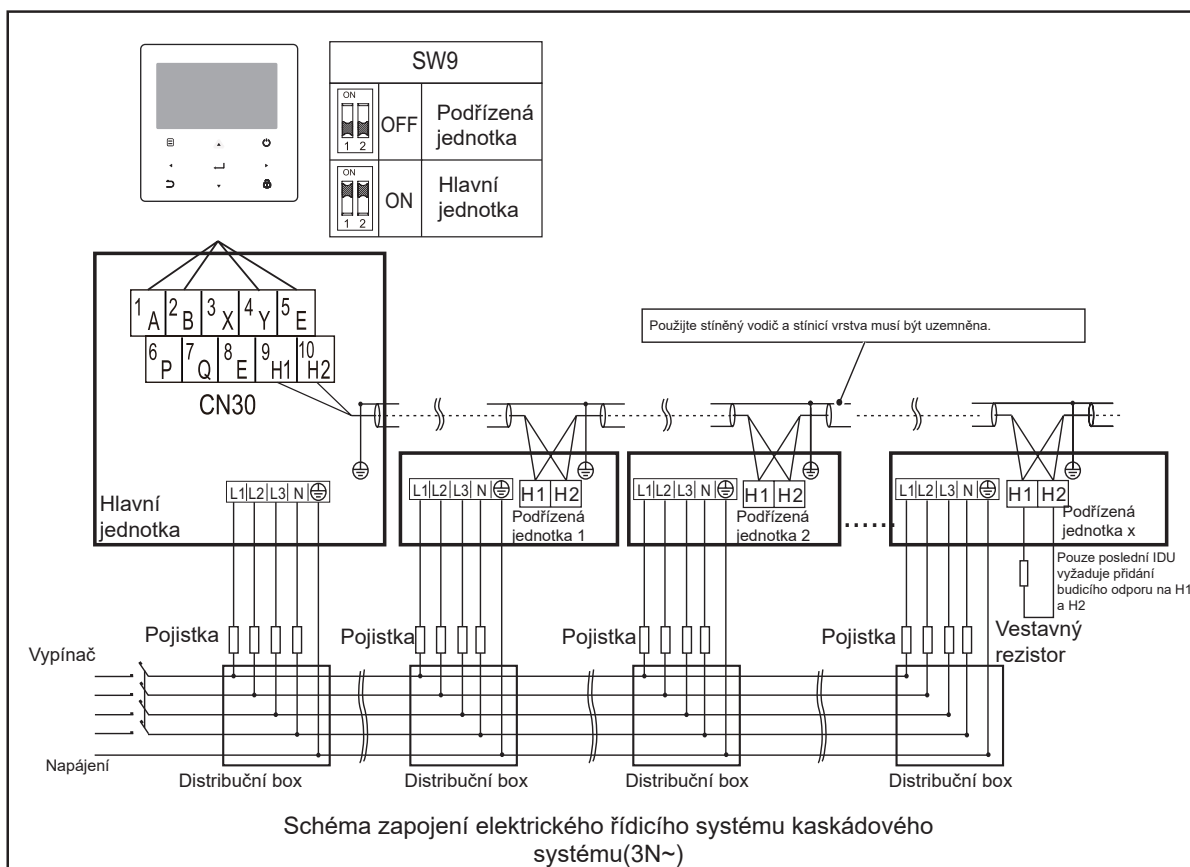 SW9
ON
1 2
OFF
Podřízená
jednotka
ON
1 2
ON
Hlavní
jednotka
1 A 2 B 3 X 4 Y 5 E
6 P 7 Q 8 E 9 H1 10 H2
CN30
Použijte stíněný vodič a stínicí vrstva musí být uzemněna.
Hlavní
jednotka
L1 L2 L3 N
L1 L2 L3 N
H1 H2
Podřízená
jednotka 1
L1 L2 L3 N
H1 H2
Podřízená
jednotka 2
L1 L2 L3 N
H1 H2
Podřízená
jednotka x
Pouze poslední IDU
vyžaduje přidání
budicího odporu na H1
a H2
Vestavný
rezistor
Pojistka
Pojistka
Pojistka
Pojistka
Vypínač
Napájení
Distribuční box
Distribuční box
Distribuční box
Distribuční box
Schéma zapojení elektrického řídicího systému kaskádového
systému(3N~)